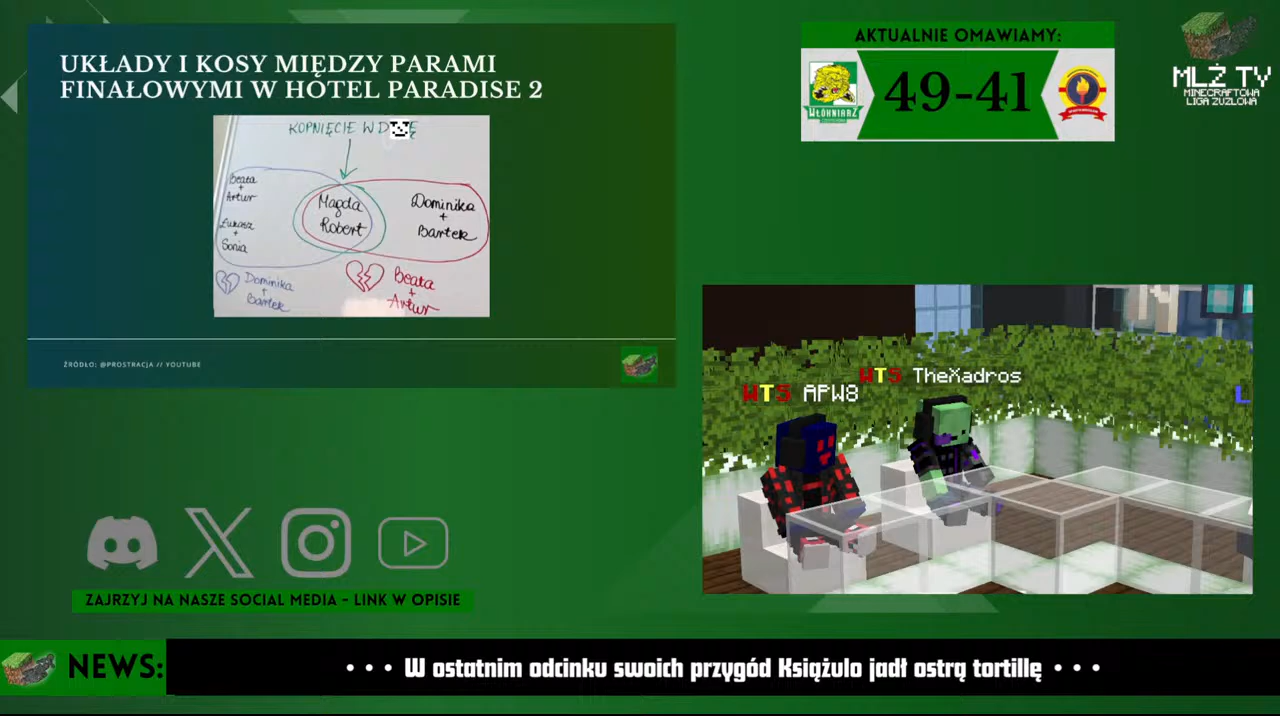 UKŁADY I KOSY MIĘDZY PARAMI
FINAŁOWYMI W HOTEL PARADISE 2
KOPNIĘCIE W D
Beata
+
Artur
Łukasz
+
Sonia
Magda
Robert
Dominika
+
Bartek
Dominika
+
Bartek
Beata
+
Artur
ŹRÓDŁO: @PROSTRACJA // YOUTUBE
AKTUALNIE OMAWIAMY:
WŁÓKNIARZ
49-41
MLŻ TV
MINECRAFTOWA
LIGA ŻUŻLOWA
WTS APW8
WTS TheXadros
L
ZAJRZYJ NA NASZE SOCIAL MEDIA - LINK W OPISIE
NEWS:
• • • W ostatnim odcinku swoich przygód Książulo jadł ostrą tortillę • • •